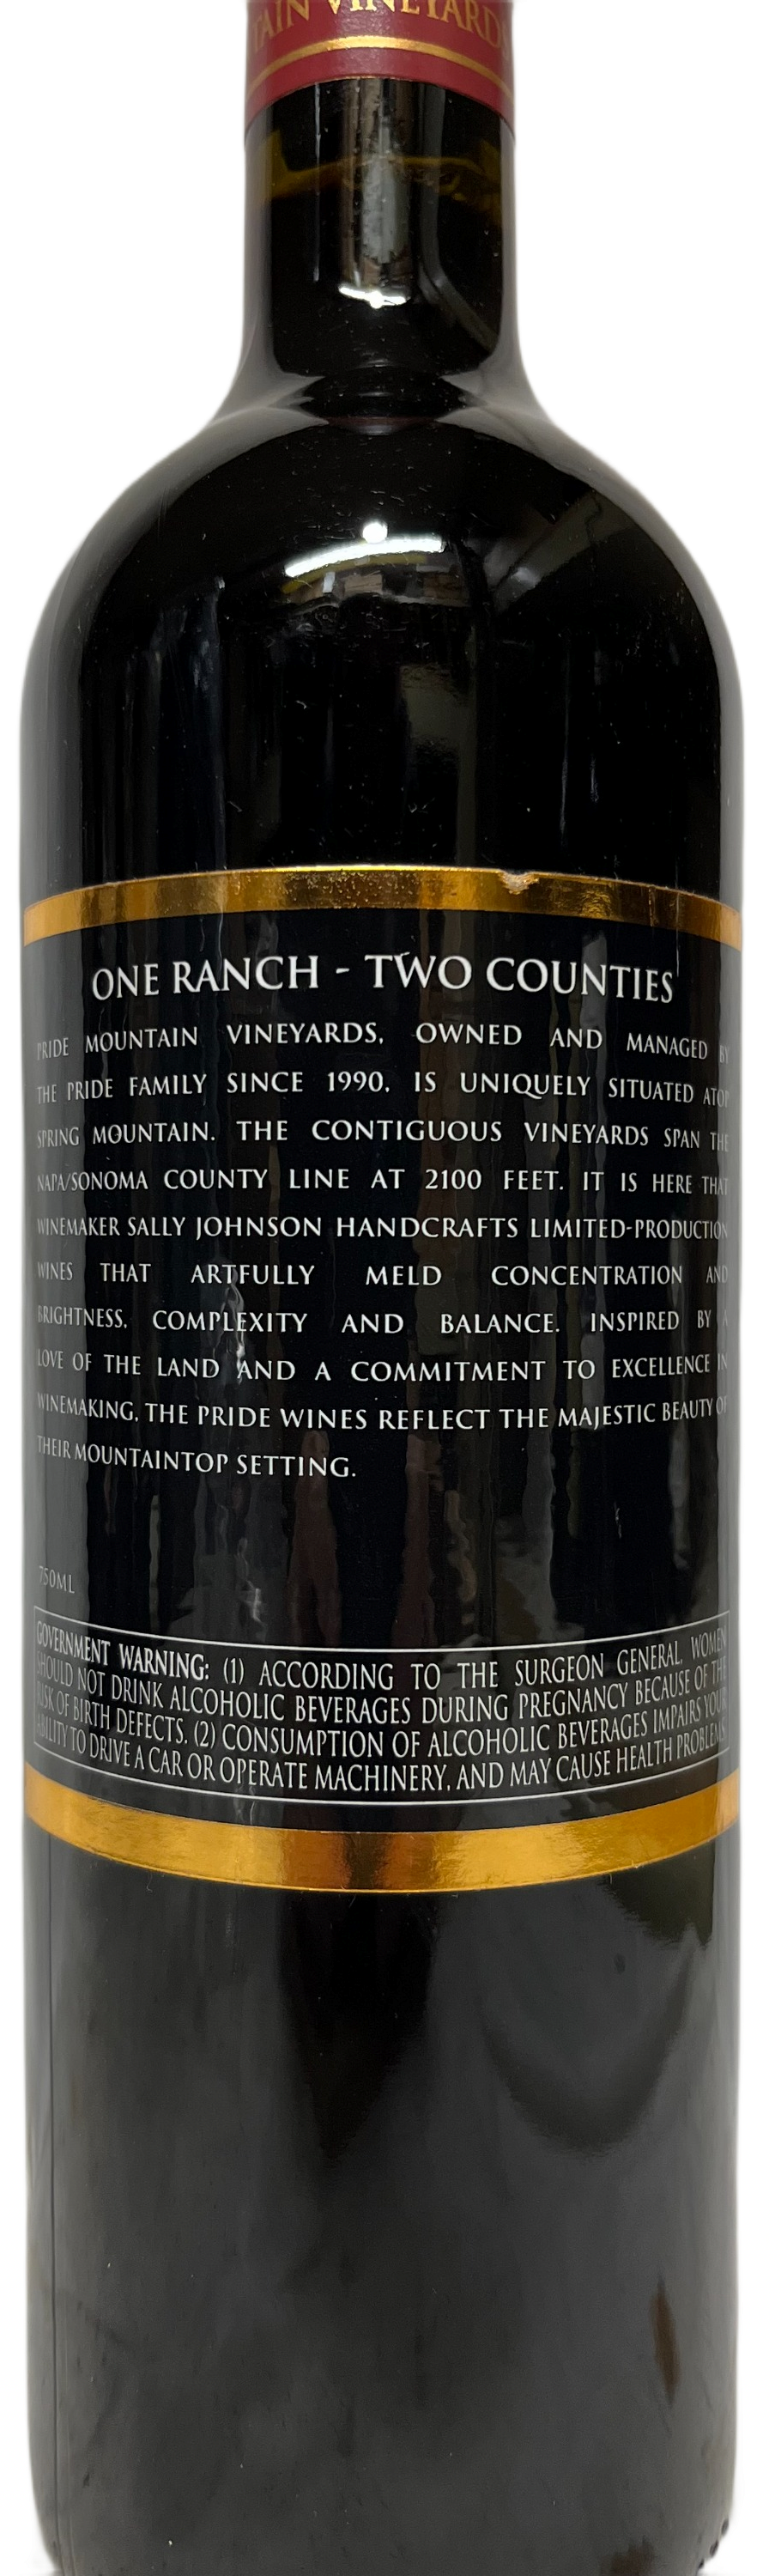 TAIN VINEYARDS
ONE RANCH - TWO COUNTIES
PRIDE MOUNTAIN VINEYARDS, OWNED AND MANAGED BY
THE PRIDE FAMILY SINCE 1990, IS UNIQUELY SITUATED ATOP
SPRING MOUNTAIN. THE CONTIGUOUS VINEYARDS SPAN THE
NAPA/SONOMA COUNTY LINE AT 2100 FEET. IT IS HERE THAT
WINEMAKER SALLY JOHNSON HANDCRAFTS LIMITED-PRODUCTION
WINES THAT ARTFULLY MELD CONCENTRATION AND
BRIGHTNESS, COMPLEXITY AND BALANCE. INSPIRED BY A
LOVE OF THE LAND AND A COMMITMENT TO EXCELLENCE IN
WINEMAKING, THE PRIDE WINES REFLECT THE MAJESTIC BEAUTY OF
THEIR MOUNTAINTOP SETTING.
750ML
GOVERNMENT WARNING: (1) ACCORDING TO THE SURGEON GENERAL, WOMEN
SHOULD NOT DRINK ALCOHOLIC BEVERAGES DURING PREGNANCY BECAUSE OF THE
RISK OF BIRTH DEFECTS. (2) CONSUMPTION OF ALCOHOLIC BEVERAGES IMPAIRS YOUR
ABILITY TO DRIVE A CAR OR OPERATE MACHINERY, AND MAY CAUSE HEALTH PROBLEMS.